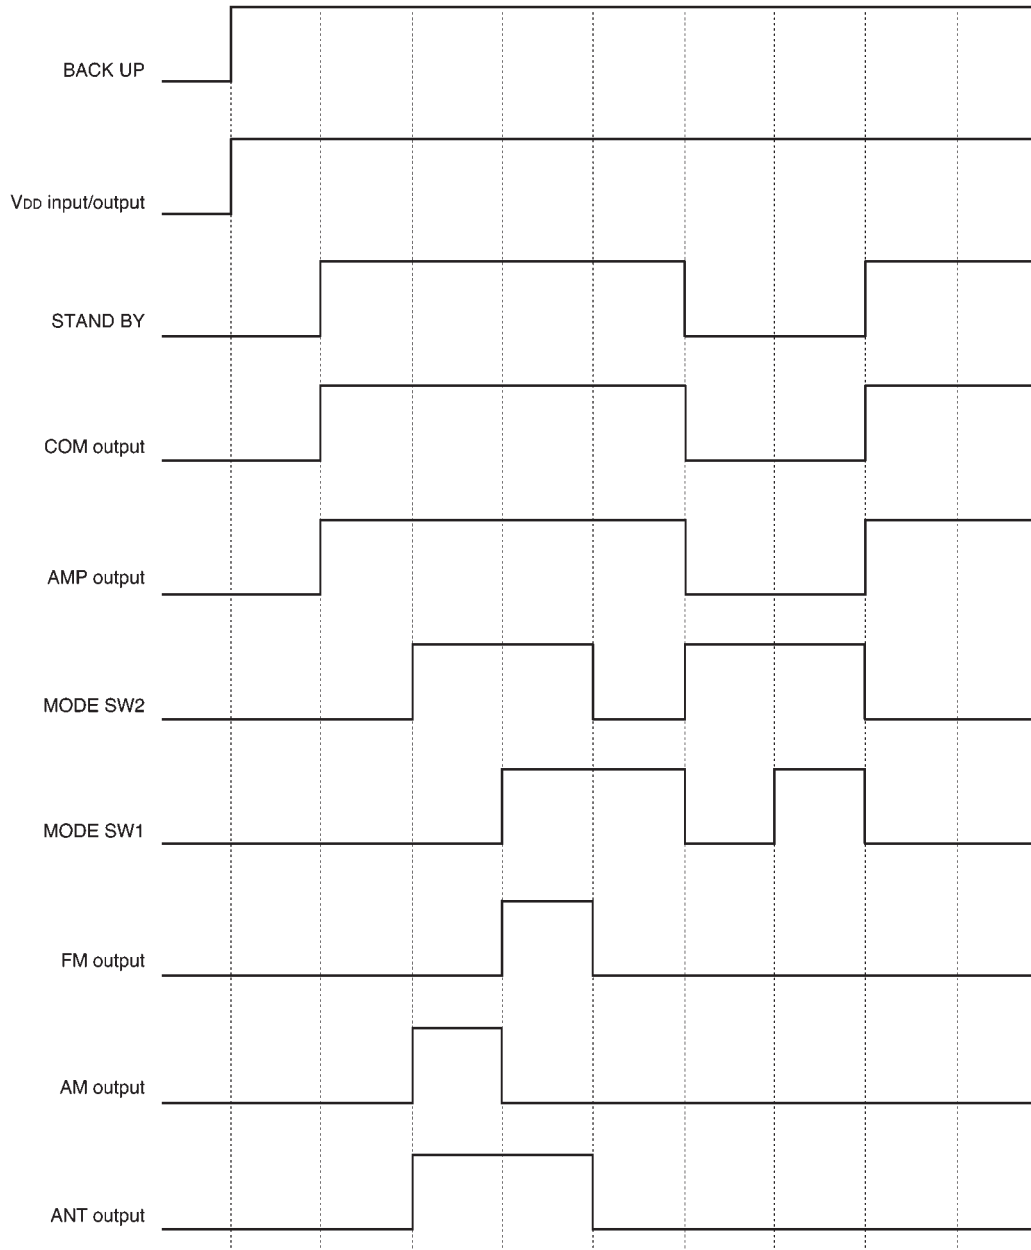 BACK UP
VDD input/output
STAND BY
COM output
AMP output
MODE SW2
MODE SW1
FM output
AM output
ANT output